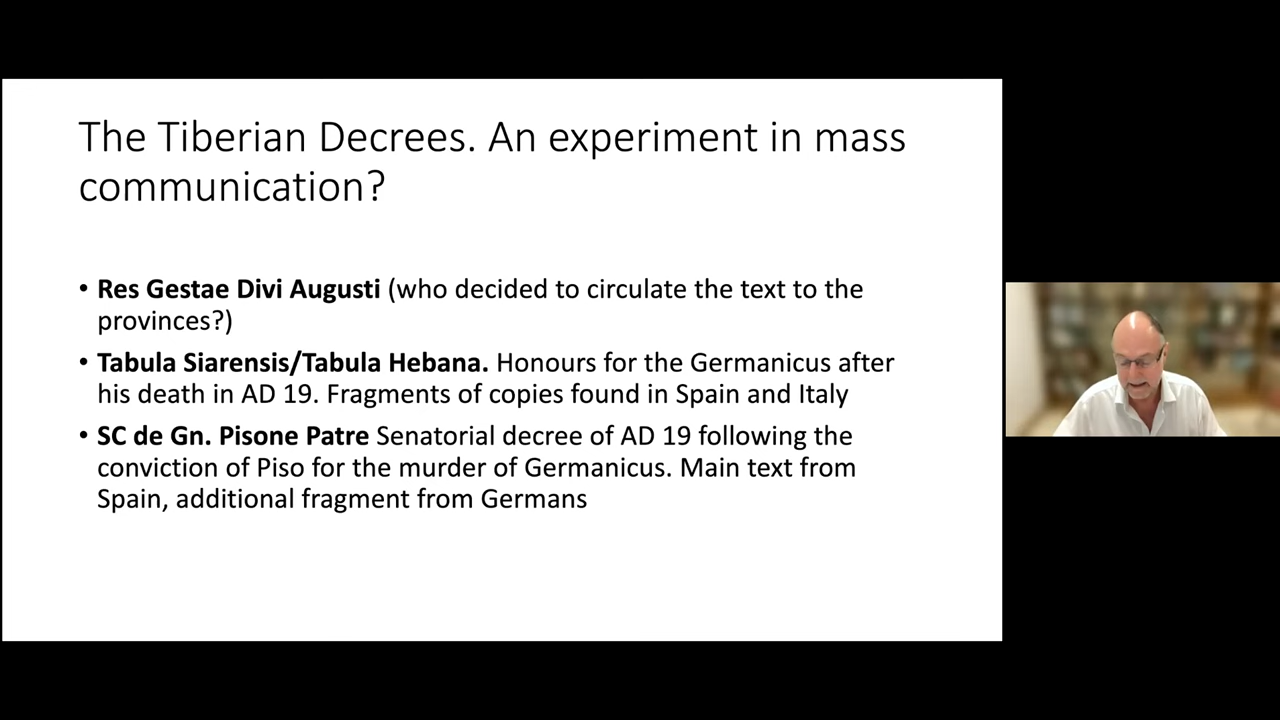 The Tiberian Decrees. An experiment in mass
communication?
• Res Gestae Divi Augusti (who decided to circulate the text to the
provinces?)
• Tabula Siarensis/Tabula Hebana. Honours for the Germanicus after
his death in AD 19. Fragments of copies found in Spain and Italy
• SC de Gn. Pisone Patre Senatorial decree of AD 19 following the
conviction of Piso for the murder of Germanicus. Main text from
Spain, additional fragment from Germans